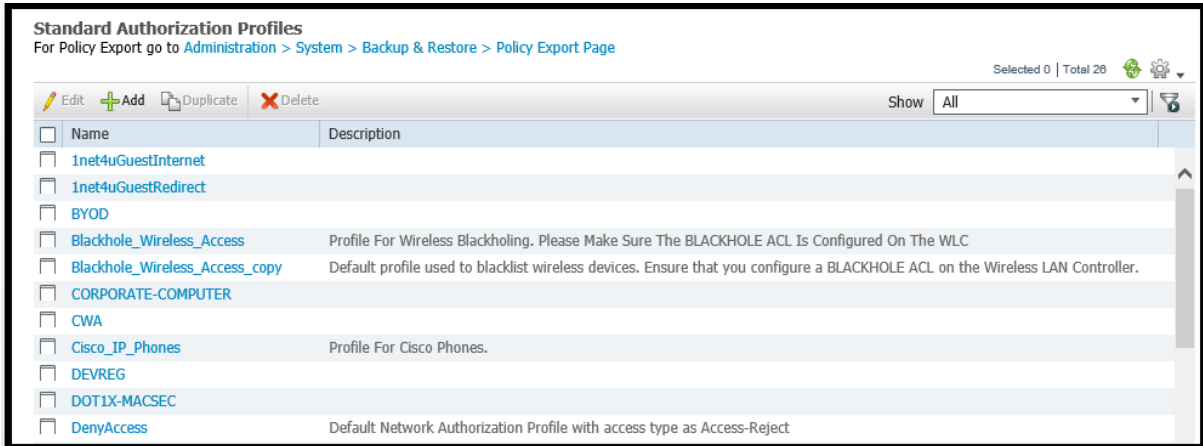 Standard Authorization Profiles
For Policy Export go to Administration > System > Backup & Restore > Policy Export Page
Selected 0 | Total 26
Edit Add Duplicate Delete Show All
Name Description
1net4uGuestInternet
1net4uGuestRedirect
BYOD
Blackhole_Wireless_Access Profile For Wireless Blackholing. Please Make Sure The BLACKHOLE ACL Is Configured On The WLC
Blackhole_Wireless_Access_copy Default profile used to blacklist wireless devices. Ensure that you configure a BLACKHOLE ACL on the Wireless LAN Controller.
CORPORATE-COMPUTER
CWA
Cisco_IP_Phones Profile For Cisco Phones.
DEVREG
DOT1X-MACSEC
DenyAccess Default Network Authorization Profile with access type as Access-Reject